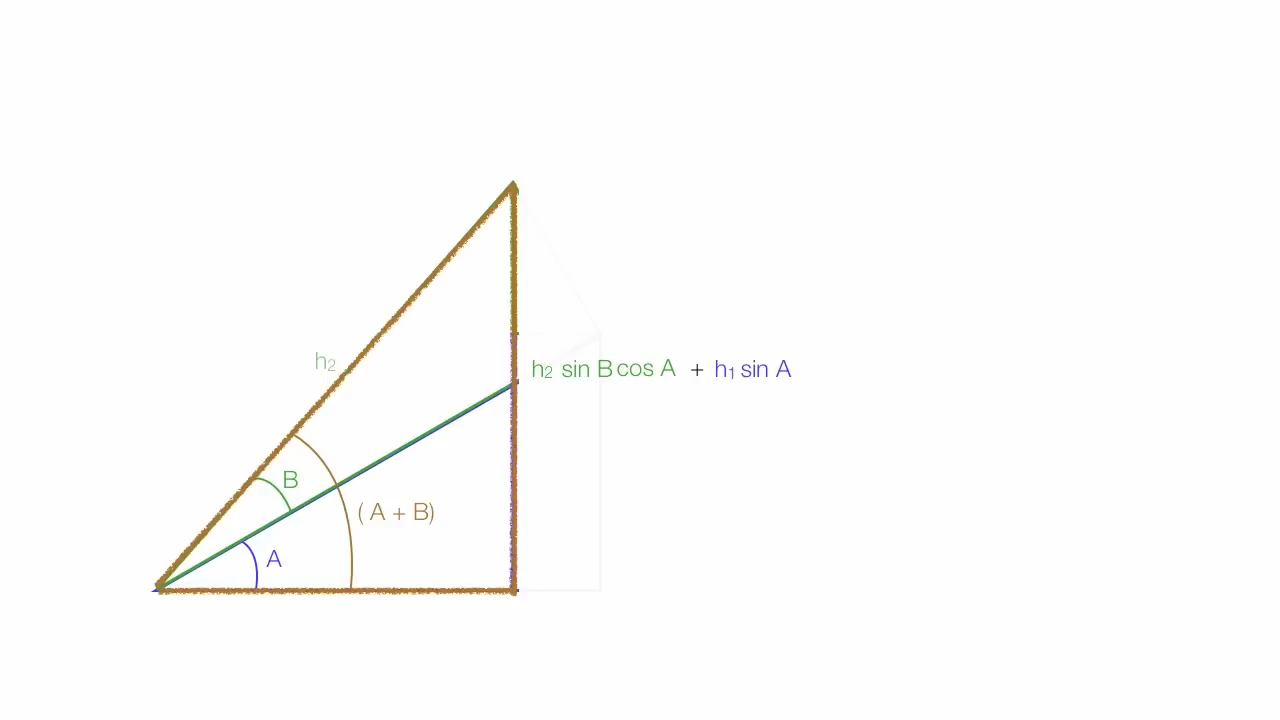 h₂
h₂ sin B cos A + h₁ sin A
B
( A + B)
A